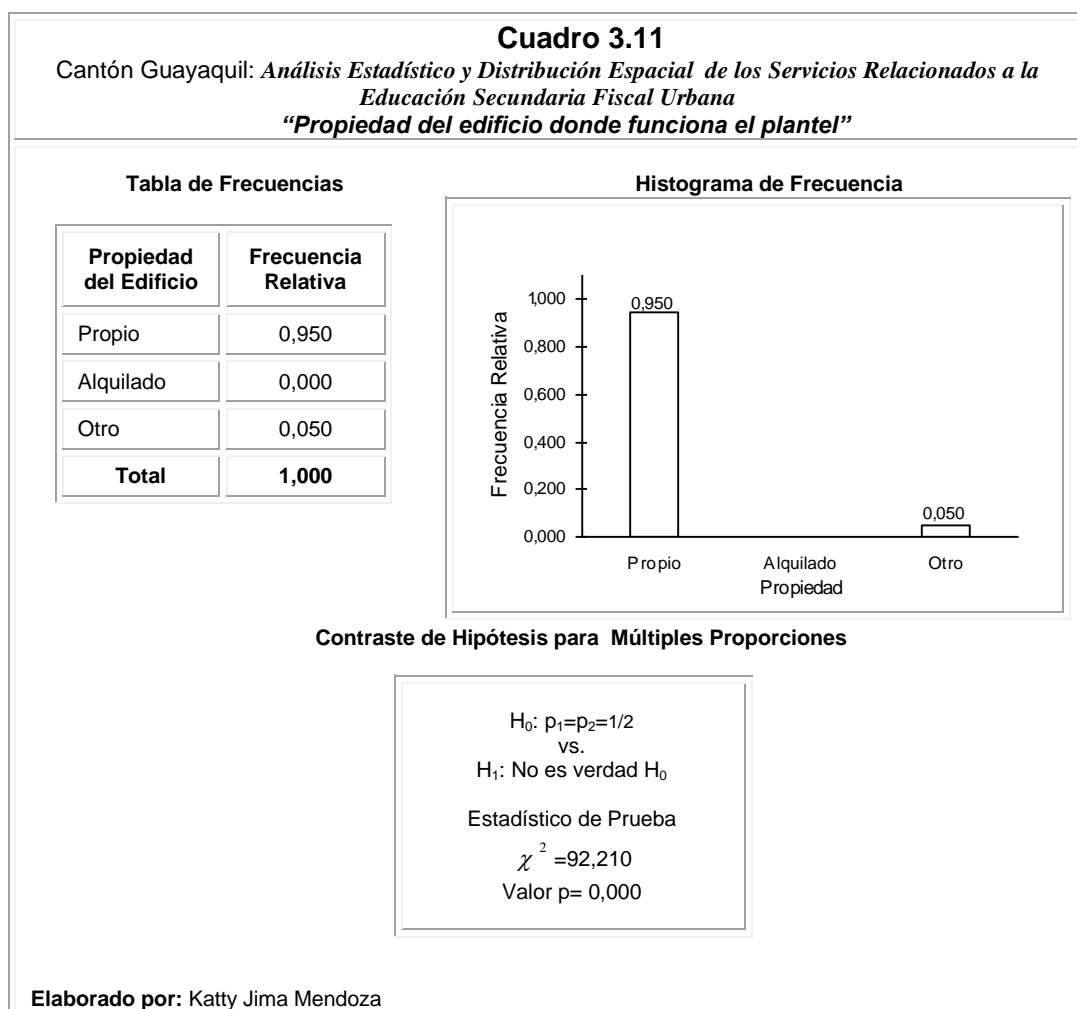 Cuadro 3.11
Cantón Guayaquil: Análisis Estadístico y Distribución Espacial de los Servicios Relacionados a la
Educación Secundaria Fiscal Urbana
“Propiedad del edificio donde funciona el plantel”
Tabla de Frecuencias
Propiedad del Edificio
Frecuencia Relativa
Propio 0,950
Alquilado 0,000
Otro 0,050
Total 1,000
Histograma de Frecuencia
Frecuencia Relativa
1,000
0,800
0,600
0,400
0,200
0,000
0,950
0,050
Propio Alquilado Otro
Propiedad
Contraste de Hipótesis para Múltiples Proporciones
H₀: p₁=p₂=1/2
vs.
H₁: No es verdad H₀
Estadístico de Prueba
χ² =92,210
Valor p= 0,000
Elaborado por: Katty Jima Mendoza